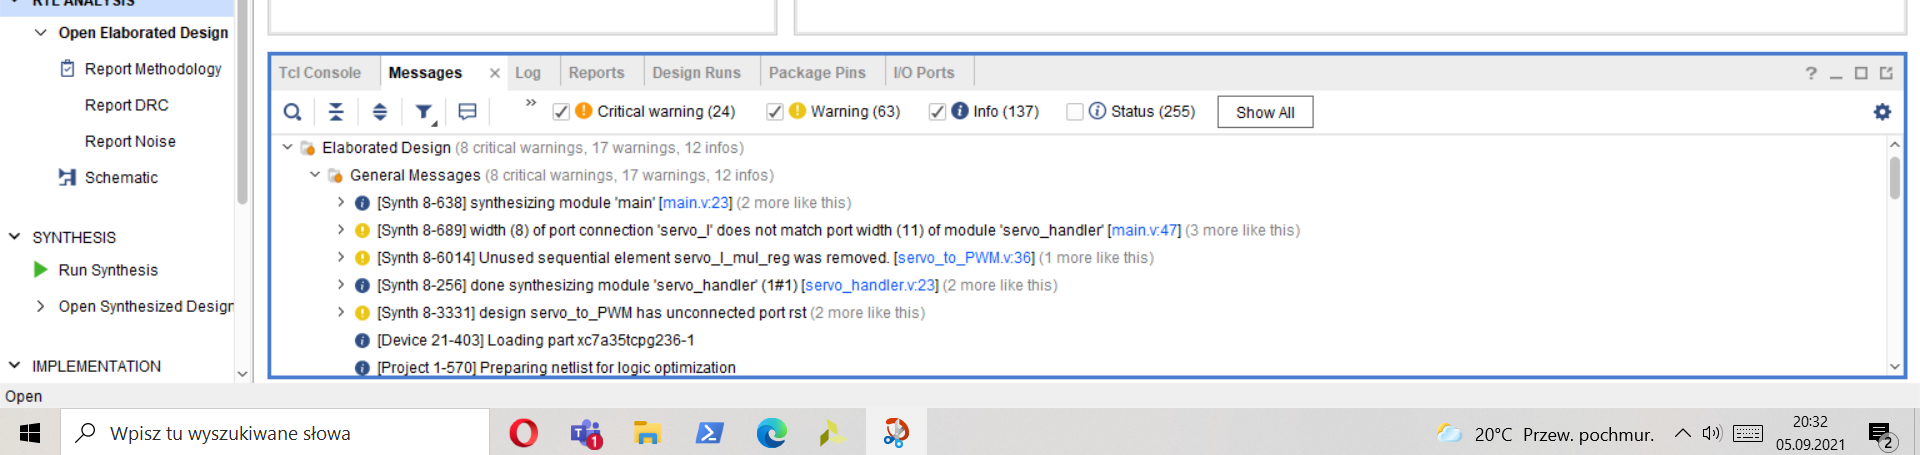 RTL ANALYSIS
Open Elaborated Design
Report Methodology
Report DRC
Report Noise
Schematic
SYNTHESIS
Run Synthesis
Open Synthesized Design
IMPLEMENTATION
Tcl Console Messages × Log Reports Design Runs Package Pins I/O Ports ?
» Critical warning (24) Warning (63) Info (137) Status (255) Show All
Elaborated Design (8 critical warnings, 17 warnings, 12 infos)
General Messages (8 critical warnings, 17 warnings, 12 infos)
[Synth 8-638] synthesizing module 'main' [main.v:23] (2 more like this)
[Synth 8-689] width (8) of port connection 'servo_l' does not match port width (11) of module 'servo_handler' [main.v:47] (3 more like this)
[Synth 8-6014] Unused sequential element servo_l_mul_reg was removed. [servo_to_PWM.v:36] (1 more like this)
[Synth 8-256] done synthesizing module 'servo_handler' (1#1) [servo_handler.v:23] (2 more like this)
[Synth 8-3331] design servo_to_PWM has unconnected port rst (2 more like this)
[Device 21-403] Loading part xc7a35tcpg236-1
[Project 1-570] Preparing netlist for logic optimization
Open
Wpisz tu wyszukiwane słowa
1
20°C Przew. pochmur.
20:32
05.09.2021
2